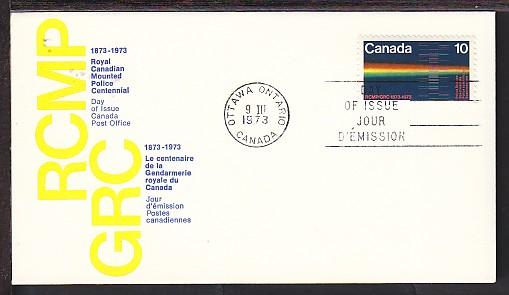 RCMP
GRC
1873-1973
Royal
Canadian
Mounted
Police
Centennial
Day
of Issue
Canada
Post Office
1873-1973
Le centenaire
de la
Gendarmerie
royale du
Canada
Jour
d'émission
Postes
canadiennes
OTTAWA ONTARIO
9 III
1973
CANADA
Canada 10
RCMP/GRC 1873-1973
DAY
OF ISSUE
JOUR
D'ÉMISSION